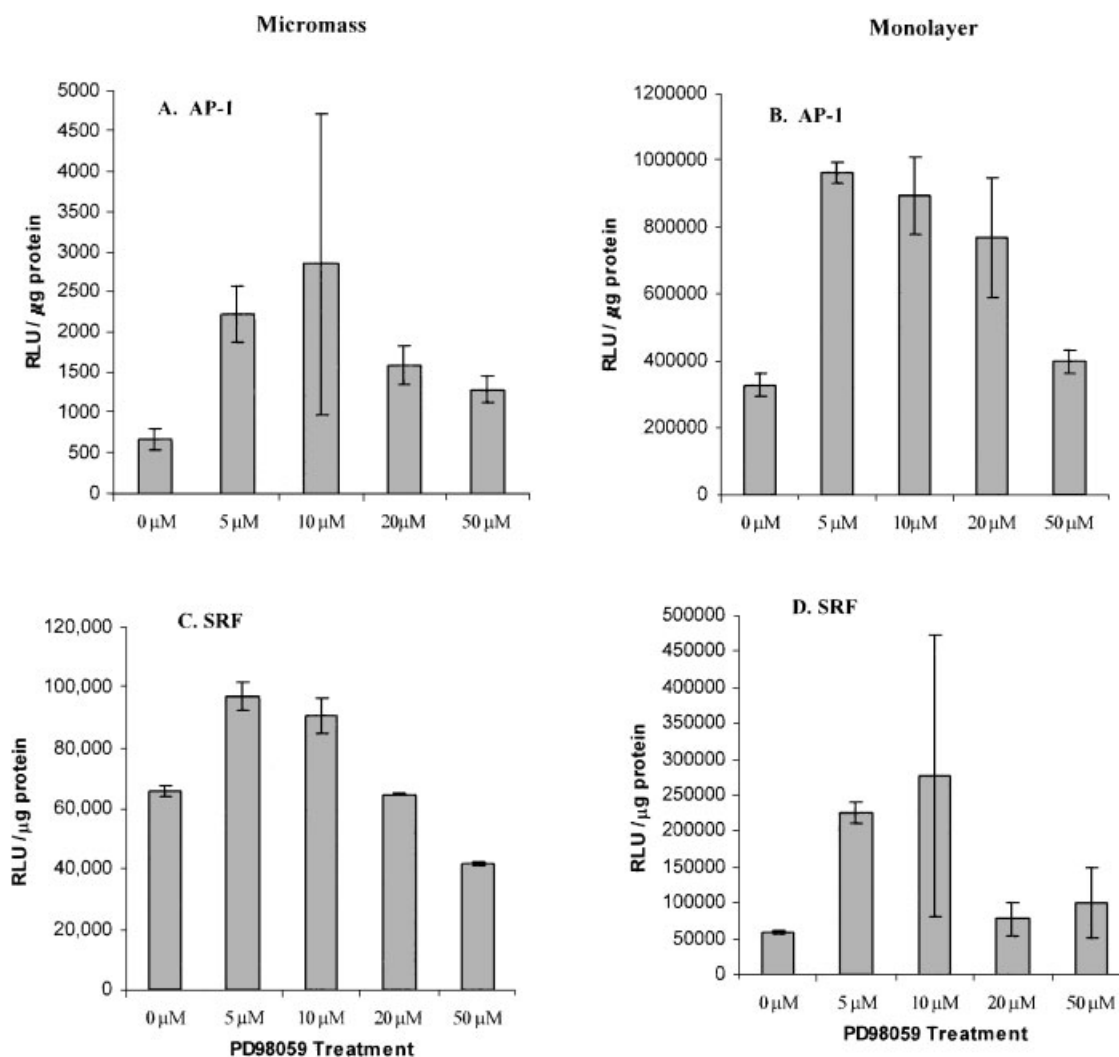 Micromass
Monolayer
A. AP-1
RLU / µg protein
5000
4500
4000
3500
3000
2500
2000
1500
1000
500
0
0 µM 5 µM 10 µM 20µM 50 µM
B. AP-1
RLU / µg protein
1200000
1000000
800000
600000
400000
200000
0
0 µM 5 µM 10µM 20 µM 50 µM
C. SRF
RLU /µg protein
120,000
100,000
80,000
60,000
40,000
20,000
0
0 µM 5 µM 10 µM 20 µM 50 µM
PD98059 Treatment
D. SRF
RLU /µg protein
500000
450000
400000
350000
300000
250000
200000
150000
100000
50000
0
0 µM 5 µM 10 µM 20 µM 50 µM
PD98059 Treatment